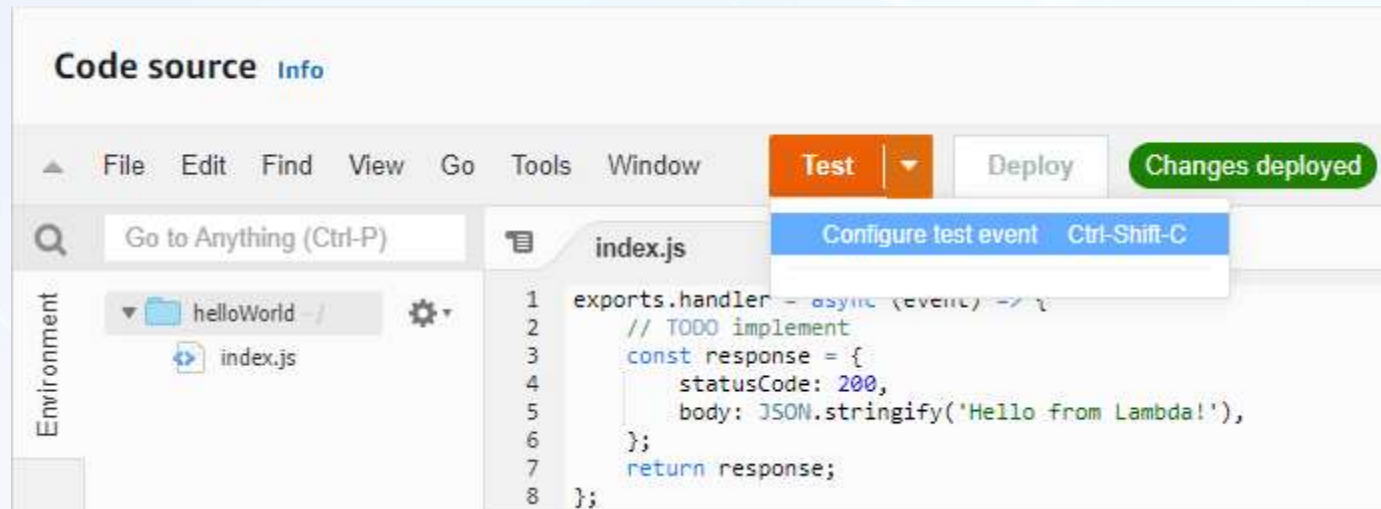 Code source Info
File Edit Find View Go Tools Window Test Deploy Changes deployed
Go to Anything (Ctrl-P)
index.js
Configure test event Ctrl-Shift-C
Environment
helloWorld - /
index.js
1 exports.handler = async (event) => {
2 // TODO implement
3 const response = {
4 statusCode: 200,
5 body: JSON.stringify('Hello from Lambda!'),
6 };
7 return response;
8 };